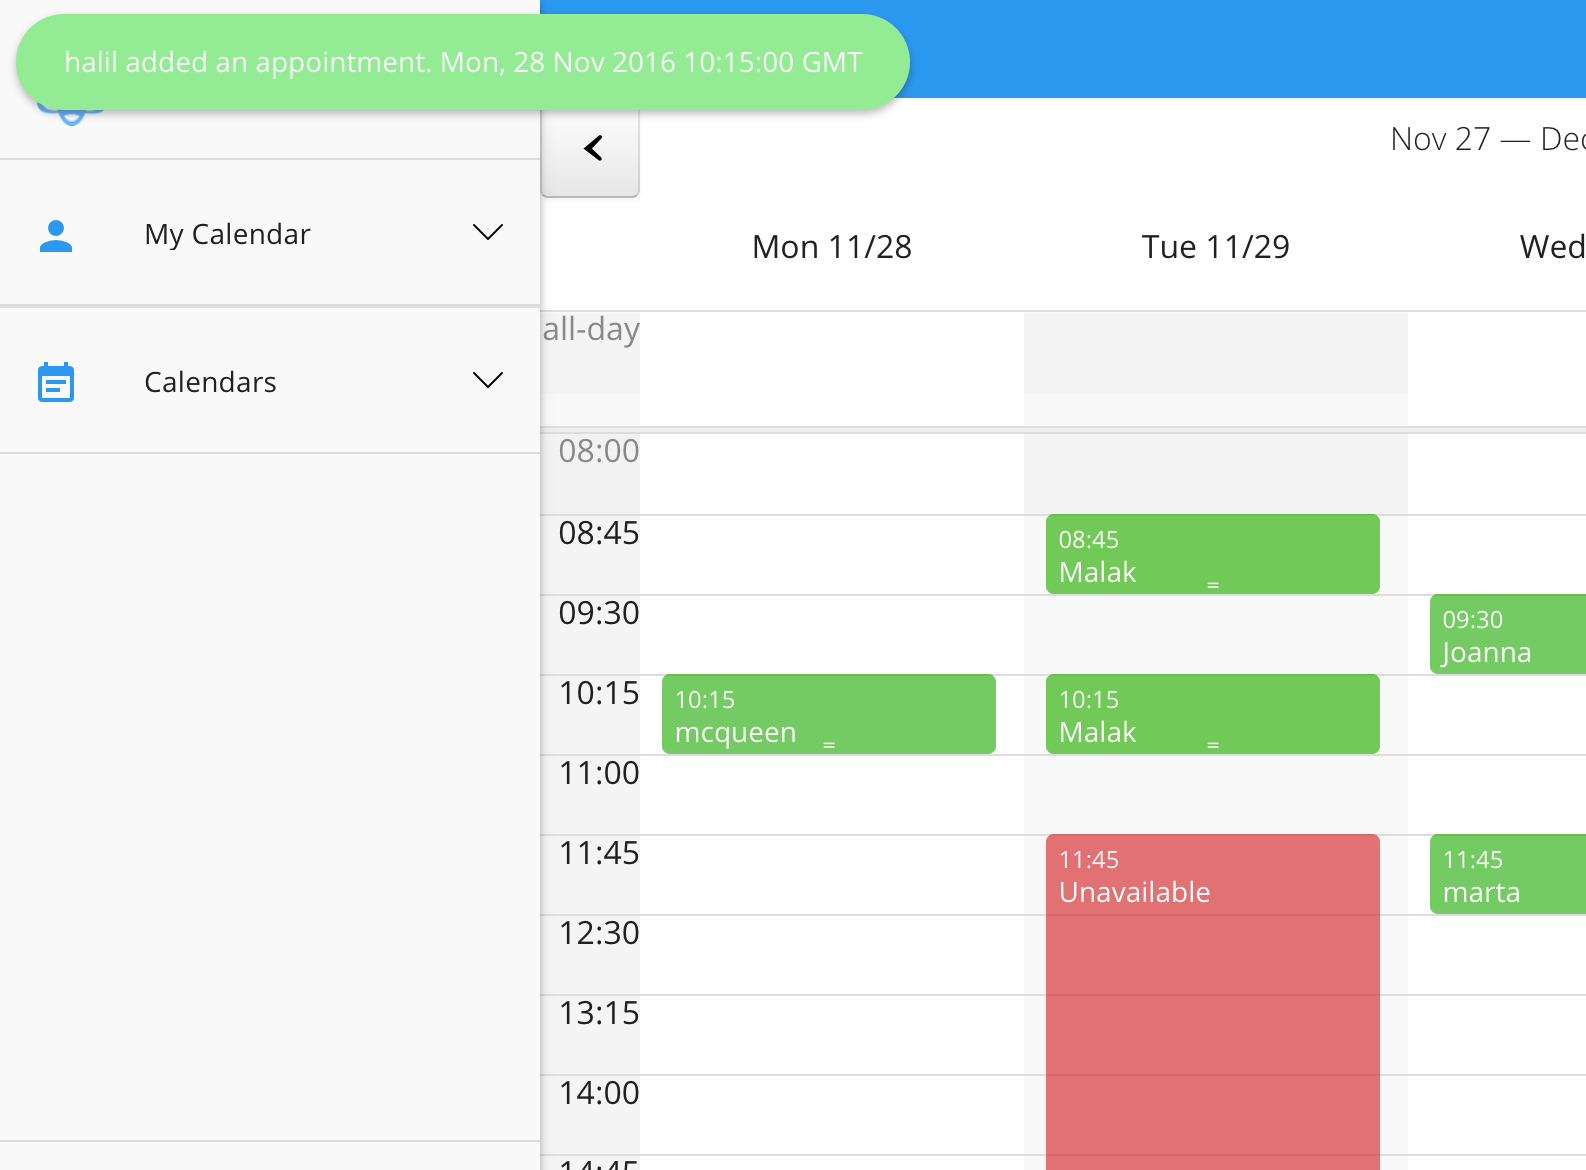 halil added an appointment. Mon, 28 Nov 2016 10:15:00 GMT
My Calendar
Calendars
Nov 27 —
Mon 11/28
Tue 11/29
Wed
all-day
08:00
08:45
09:30
10:15
11:00
11:45
12:30
13:15
14:00
14:45
10:15
mcqueen
08:45
Malak
10:15
Malak
11:45
Unavailable
09:30
Joanna
11:45
marta